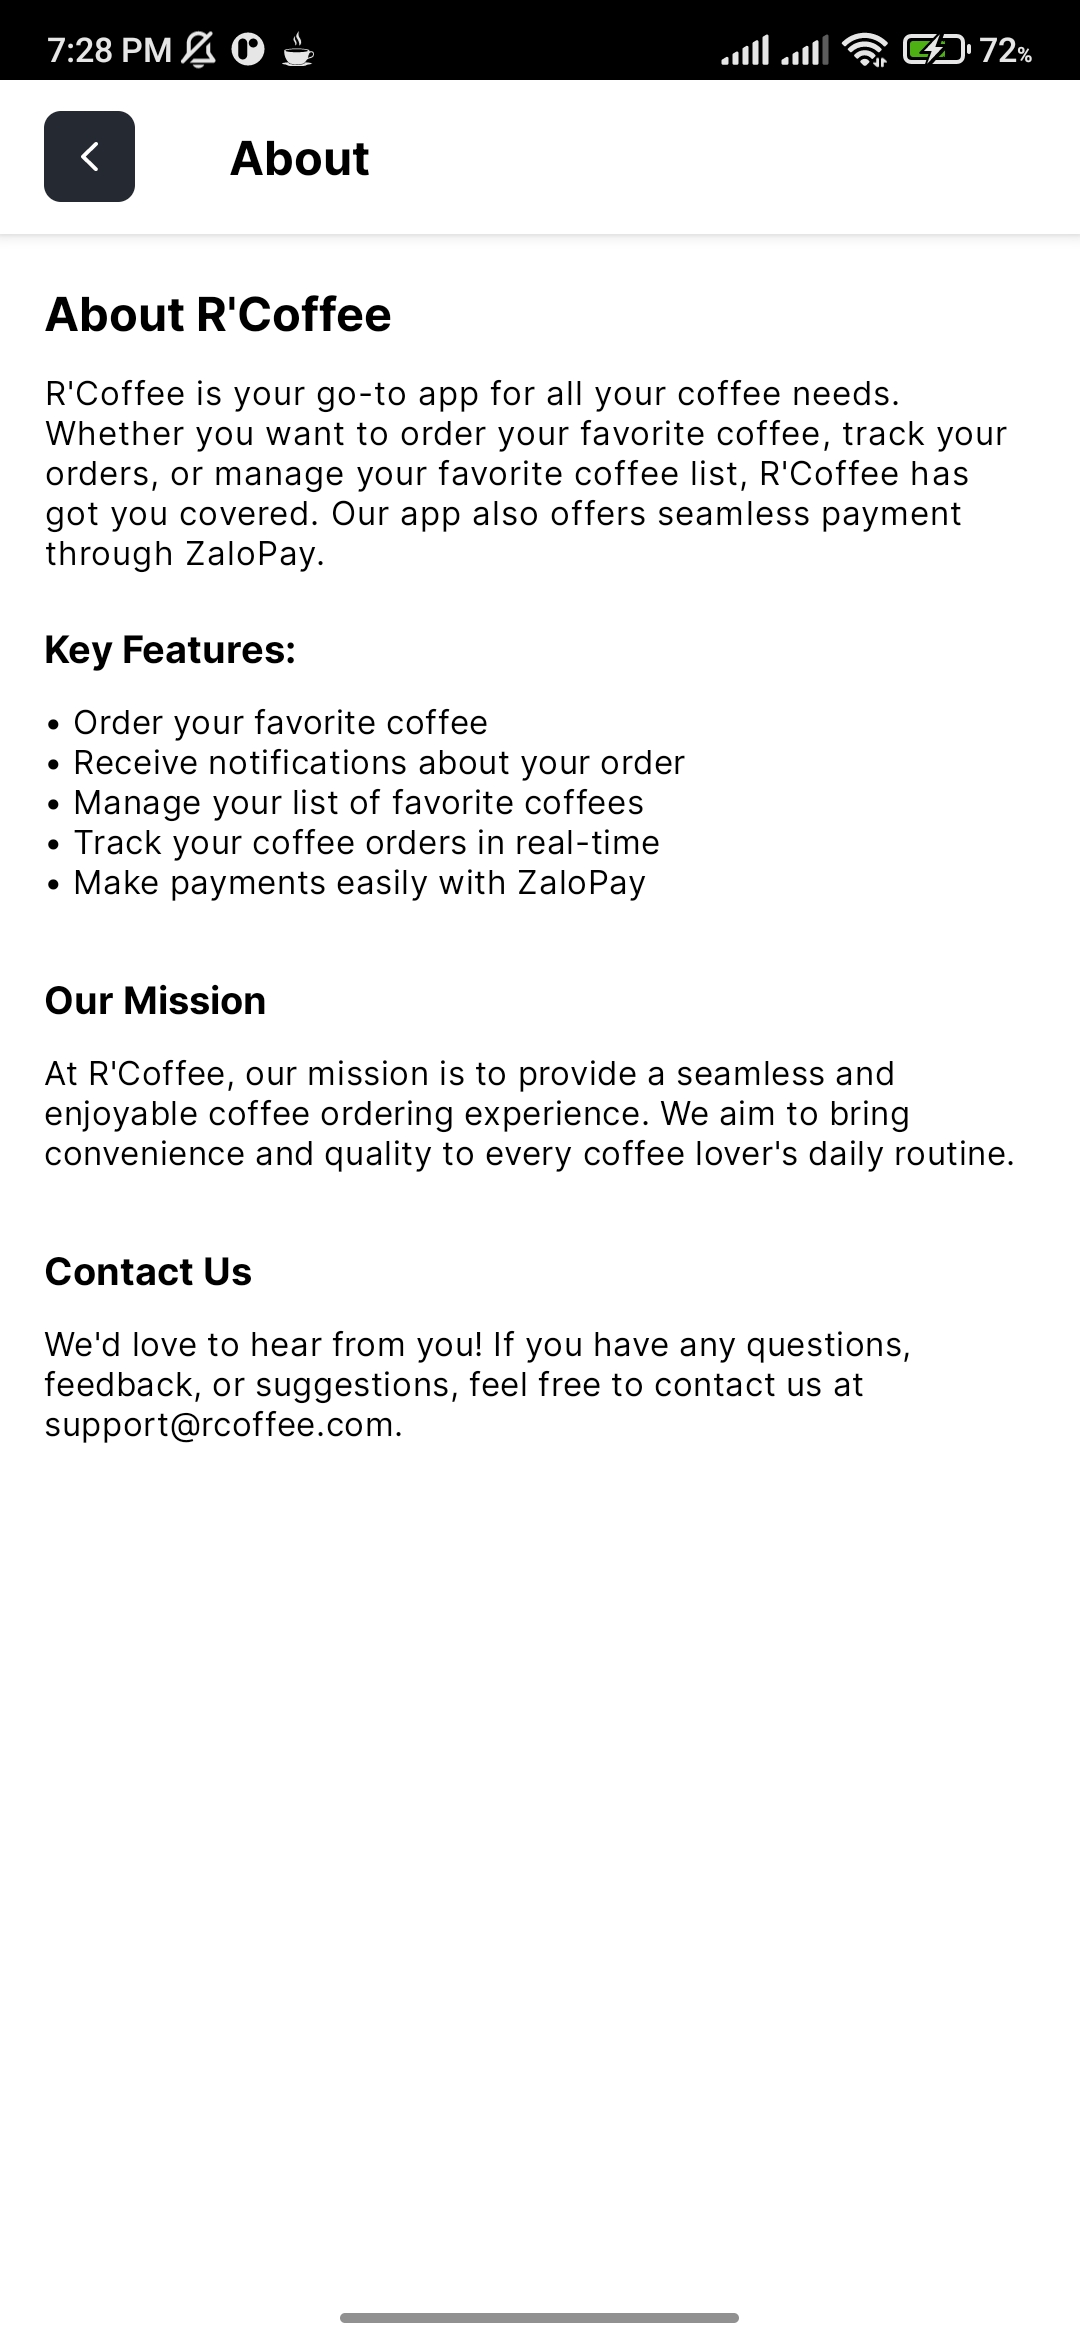 7:28 PM 72%
About
About R'Coffee
R'Coffee is your go-to app for all your coffee needs.
Whether you want to order your favorite coffee, track your
orders, or manage your favorite coffee list, R'Coffee has
got you covered. Our app also offers seamless payment
through ZaloPay.
Key Features:
• Order your favorite coffee
• Receive notifications about your order
• Manage your list of favorite coffees
• Track your coffee orders in real-time
• Make payments easily with ZaloPay
Our Mission
At R'Coffee, our mission is to provide a seamless and
enjoyable coffee ordering experience. We aim to bring
convenience and quality to every coffee lover's daily routine.
Contact Us
We'd love to hear from you! If you have any questions,
feedback, or suggestions, feel free to contact us at
support@rcoffee.com.